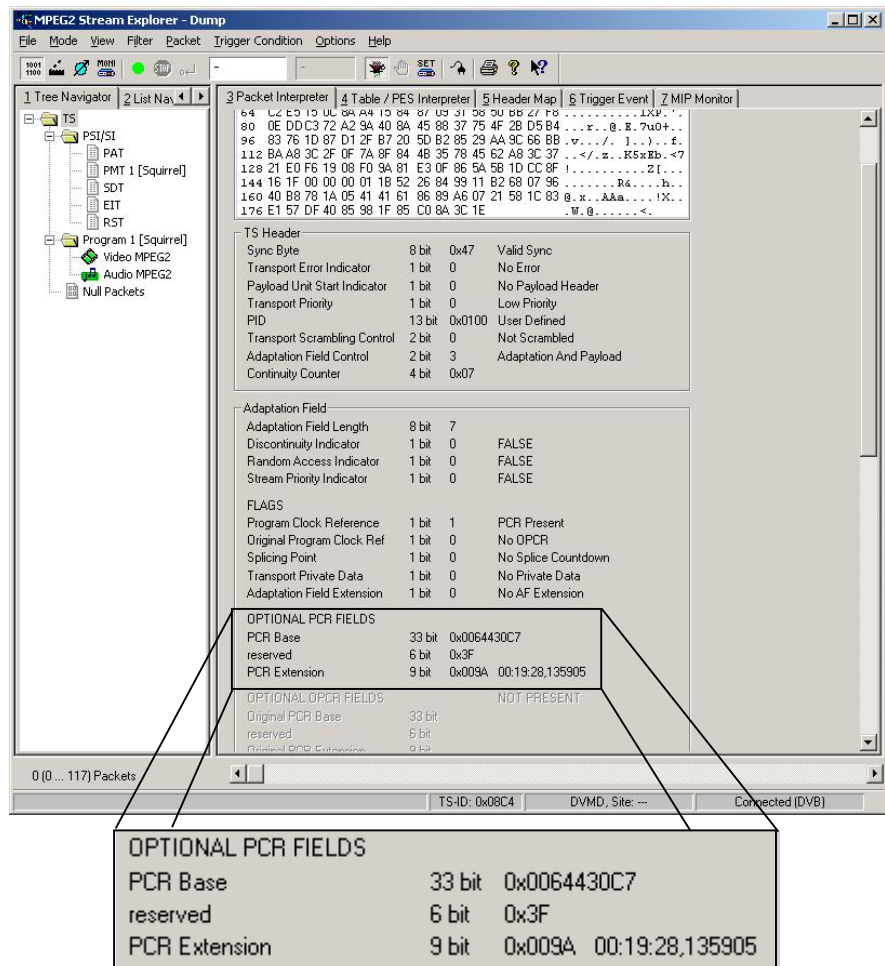 MPEG2 Stream Explorer - Dump
File Mode View Filter Packet Trigger Condition Options Help
1001 1100 MONI SET
1 Tree Navigator 2 List Nav
3 Packet Interpreter 4 Table / PES Interpreter 5 Header Map 6 Trigger Event 7 MIP Monitor
TS
PSI/SI
PAT
PMT 1 [Squirrel]
SDT
EIT
RST
Program 1 [Squirrel]
Video MPEG2
Audio MPEG2
Null Packets
80 0E DD C3 72 A2 9A 40 8A 45 88 37 75 4F 2B D5 B4 ...r..@.E.7u0+..
96 83 76 1D 87 D1 2F B7 20 5D B2 85 29 AA 9C 66 BB .v.../. ]..)..f.
112 BA A8 3C 2F 0F 7A 8F 84 4B 35 78 45 62 A8 3C 37 ..</.z..K5xEb.<7
128 21 E0 F6 19 08 F0 9A 81 E3 0F 86 5A 5B 1D CC 8F !..........Z[...
144 16 1F 00 00 00 01 1B 52 26 84 99 11 B2 68 07 96 .......R&....h..
160 40 B8 78 1A 05 41 41 61 86 89 A6 07 21 58 1C 83 @.x..AAa....!X..
176 E1 57 DF 40 85 98 1F 85 C0 8A 3C 1E .W.@......<.
TS Header
Sync Byte 8 bit 0x47 Valid Sync
Transport Error Indicator 1 bit 0 No Error
Payload Unit Start Indicator 1 bit 0 No Payload Header
Transport Priority 1 bit 0 Low Priority
PID 13 bit 0x0100 User Defined
Transport Scrambling Control 2 bit 0 Not Scrambled
Adaptation Field Control 2 bit 3 Adaptation And Payload
Continuity Counter 4 bit 0x07
Adaptation Field
Adaptation Field Length 8 bit 7
Discontinuity Indicator 1 bit 0 FALSE
Random Access Indicator 1 bit 0 FALSE
Stream Priority Indicator 1 bit 0 FALSE
FLAGS
Program Clock Reference 1 bit 1 PCR Present
Original Program Clock Ref 1 bit 0 No OPCR
Splicing Point 1 bit 0 No Splice Countdown
Transport Private Data 1 bit 0 No Private Data
Adaptation Field Extension 1 bit 0 No AF Extension
OPTIONAL PCR FIELDS
PCR Base 33 bit 0x0064430C7
reserved 6 bit 0x3F
PCR Extension 9 bit 0x009A 00:19:28,135905
OPTIONAL OPCR FIELDS NOT PRESENT
Original PCR Base 33 bit
reserved 6 bit
Original PCR Extension 9 bit
0 (0 ... 117) Packets
TS-ID: 0x08C4 DVMD, Site: --- Connected (DVB)
OPTIONAL PCR FIELDS
PCR Base 33 bit 0x0064430C7
reserved 6 bit 0x3F
PCR Extension 9 bit 0x009A 00:19:28,135905